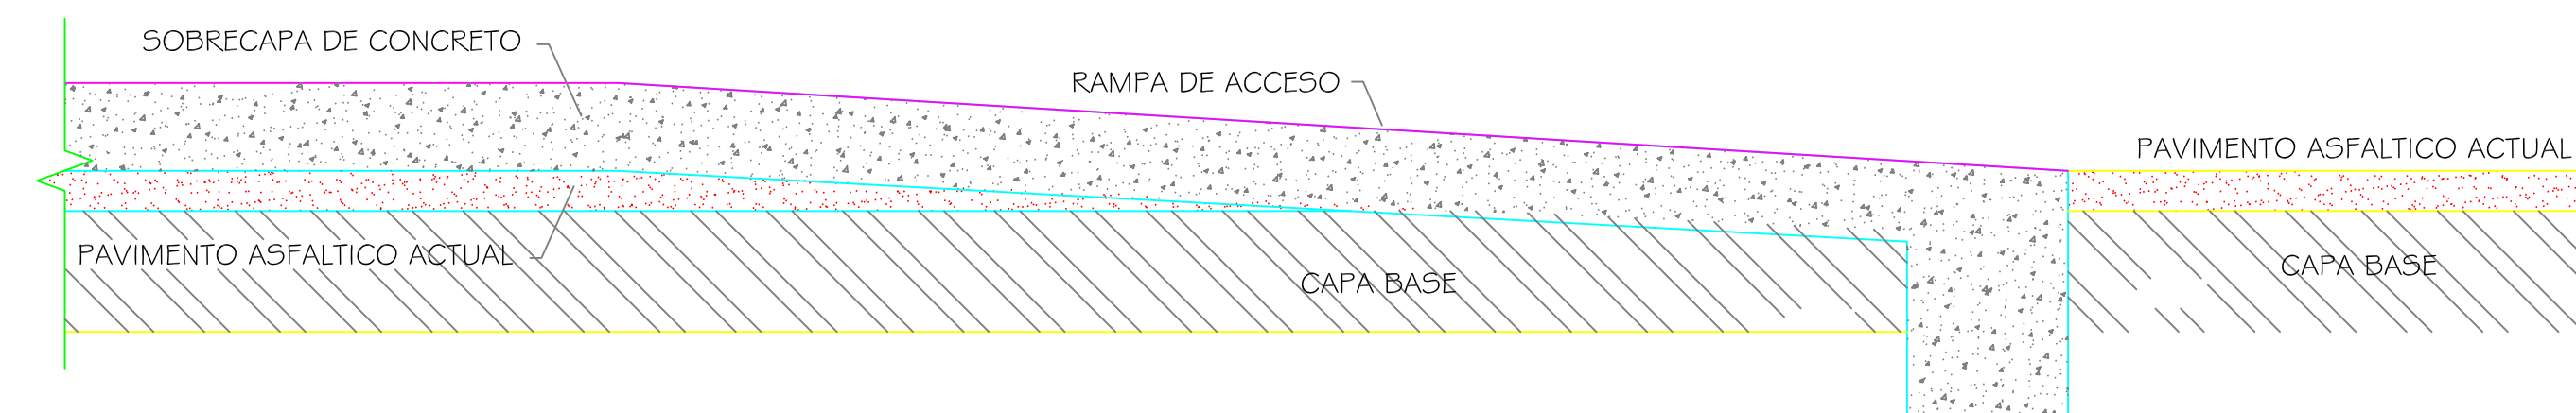 SOBRECAPA DE CONCRETO
RAMPA DE ACCESO
PAVIMENTO ASFALTICO ACTUAL
PAVIMENTO ASFALTICO ACTUAL
CAPA BASE
CAPA BASE